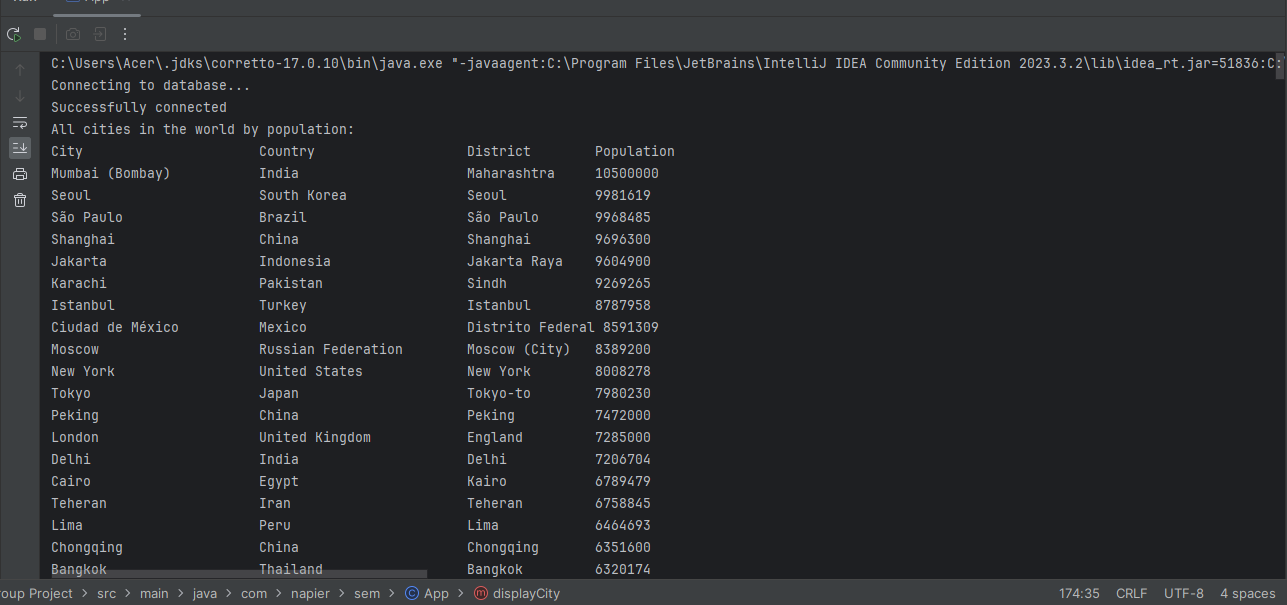 App
C:\Users\Acer\.jdks\corretto-17.0.10\bin\java.exe "-javaagent:C:\Program Files\JetBrains\IntelliJ IDEA Community Edition 2023.3.2\lib\idea_rt.jar=51836:C:
Connecting to database...
Successfully connected
All cities in the world by population:
City Country District Population
Mumbai (Bombay) India Maharashtra 10500000
Seoul South Korea Seoul 9981619
São Paulo Brazil São Paulo 9968485
Shanghai China Shanghai 9696300
Jakarta Indonesia Jakarta Raya 9604900
Karachi Pakistan Sindh 9269265
Istanbul Turkey Istanbul 8787958
Ciudad de México Mexico Distrito Federal 8591309
Moscow Russian Federation Moscow (City) 8389200
New York United States New York 8008278
Tokyo Japan Tokyo-to 7980230
Peking China Peking 7472000
London United Kingdom England 7285000
Delhi India Delhi 7206704
Cairo Egypt Kairo 6789479
Teheran Iran Teheran 6758845
Lima Peru Lima 6464693
Chongqing China Chongqing 6351600
Bangkok Thailand Bangkok 6320174
roup Project > src > main > java > com > napier > sem > App > displayCity 174:35 CRLF UTF-8 4 spaces